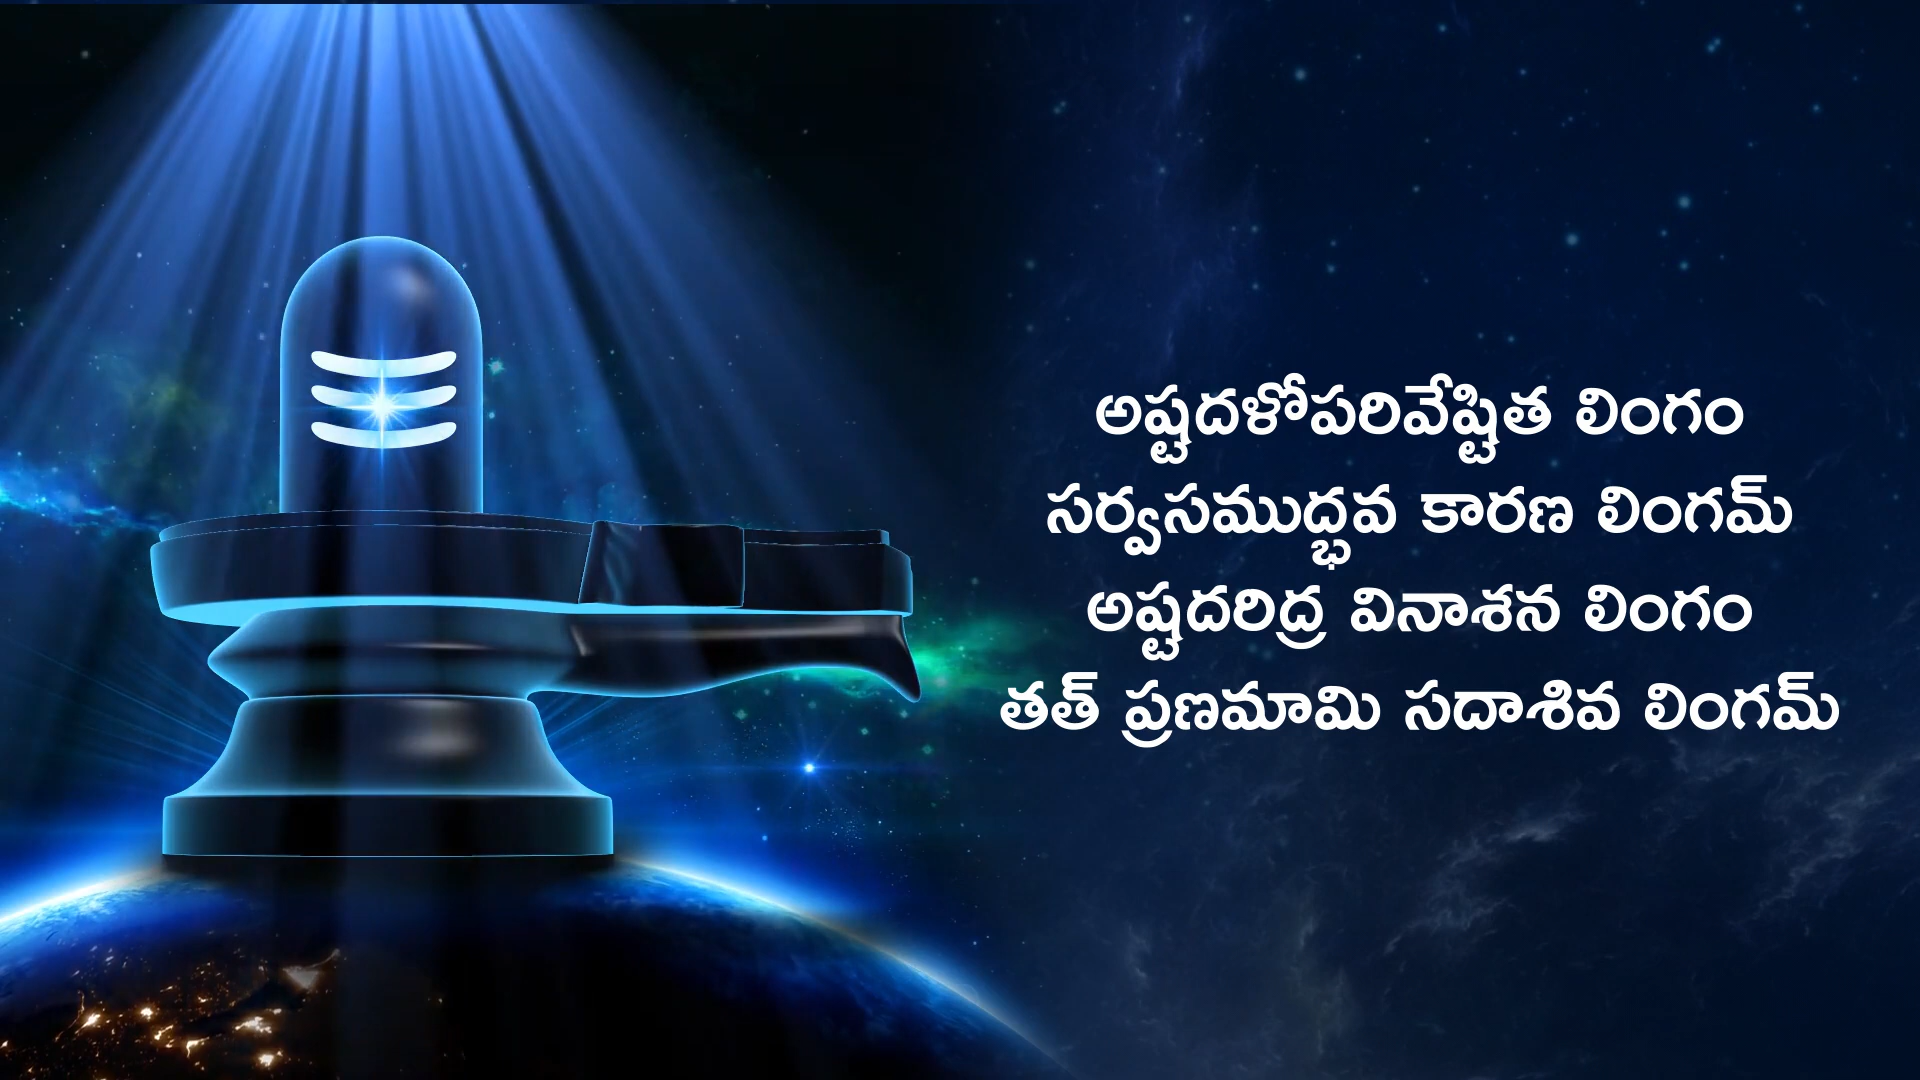 అష్టదళోపరివేష్టిత లింగం
సర్వసముద్భవ కారణ లింగమ్
అష్టదరిద్ర వినాశన లింగం
తత్ ప్రణమామి సదాశివ లింగమ్